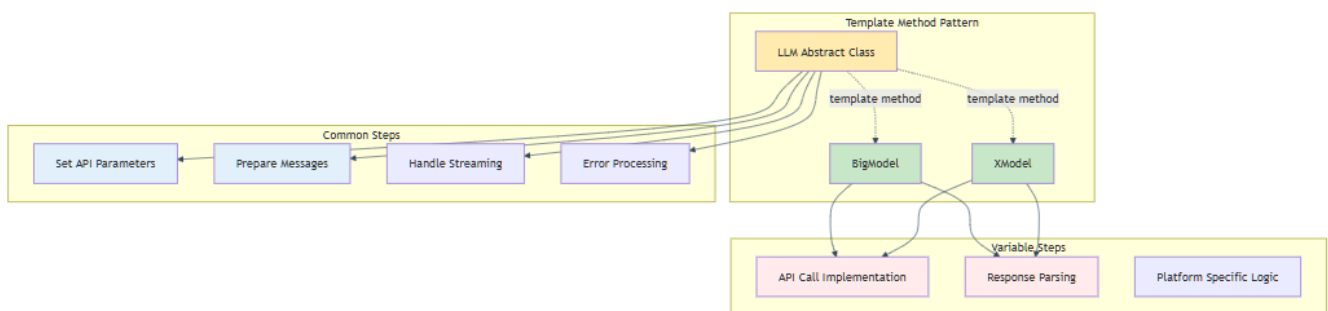 Template Method Pattern
LLM Abstract Class
template method
template method
Common Steps
Set API Parameters
Prepare Messages
Handle Streaming
Error Processing
BigModel
XModel
Variable Steps
API Call Implementation
Response Parsing
Platform Specific Logic